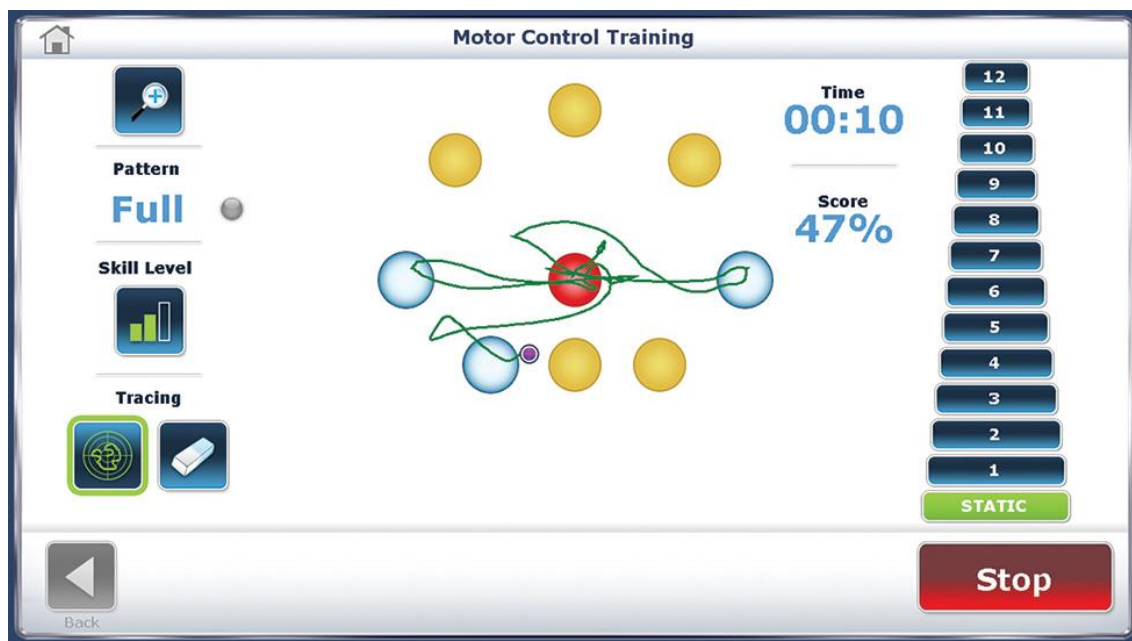 Motor Control Training
Pattern
Full
Skill Level
Tracing
Time
00:10
Score
47%
12
11
10
9
8
7
6
5
4
3
2
1
STATIC
Back
Stop